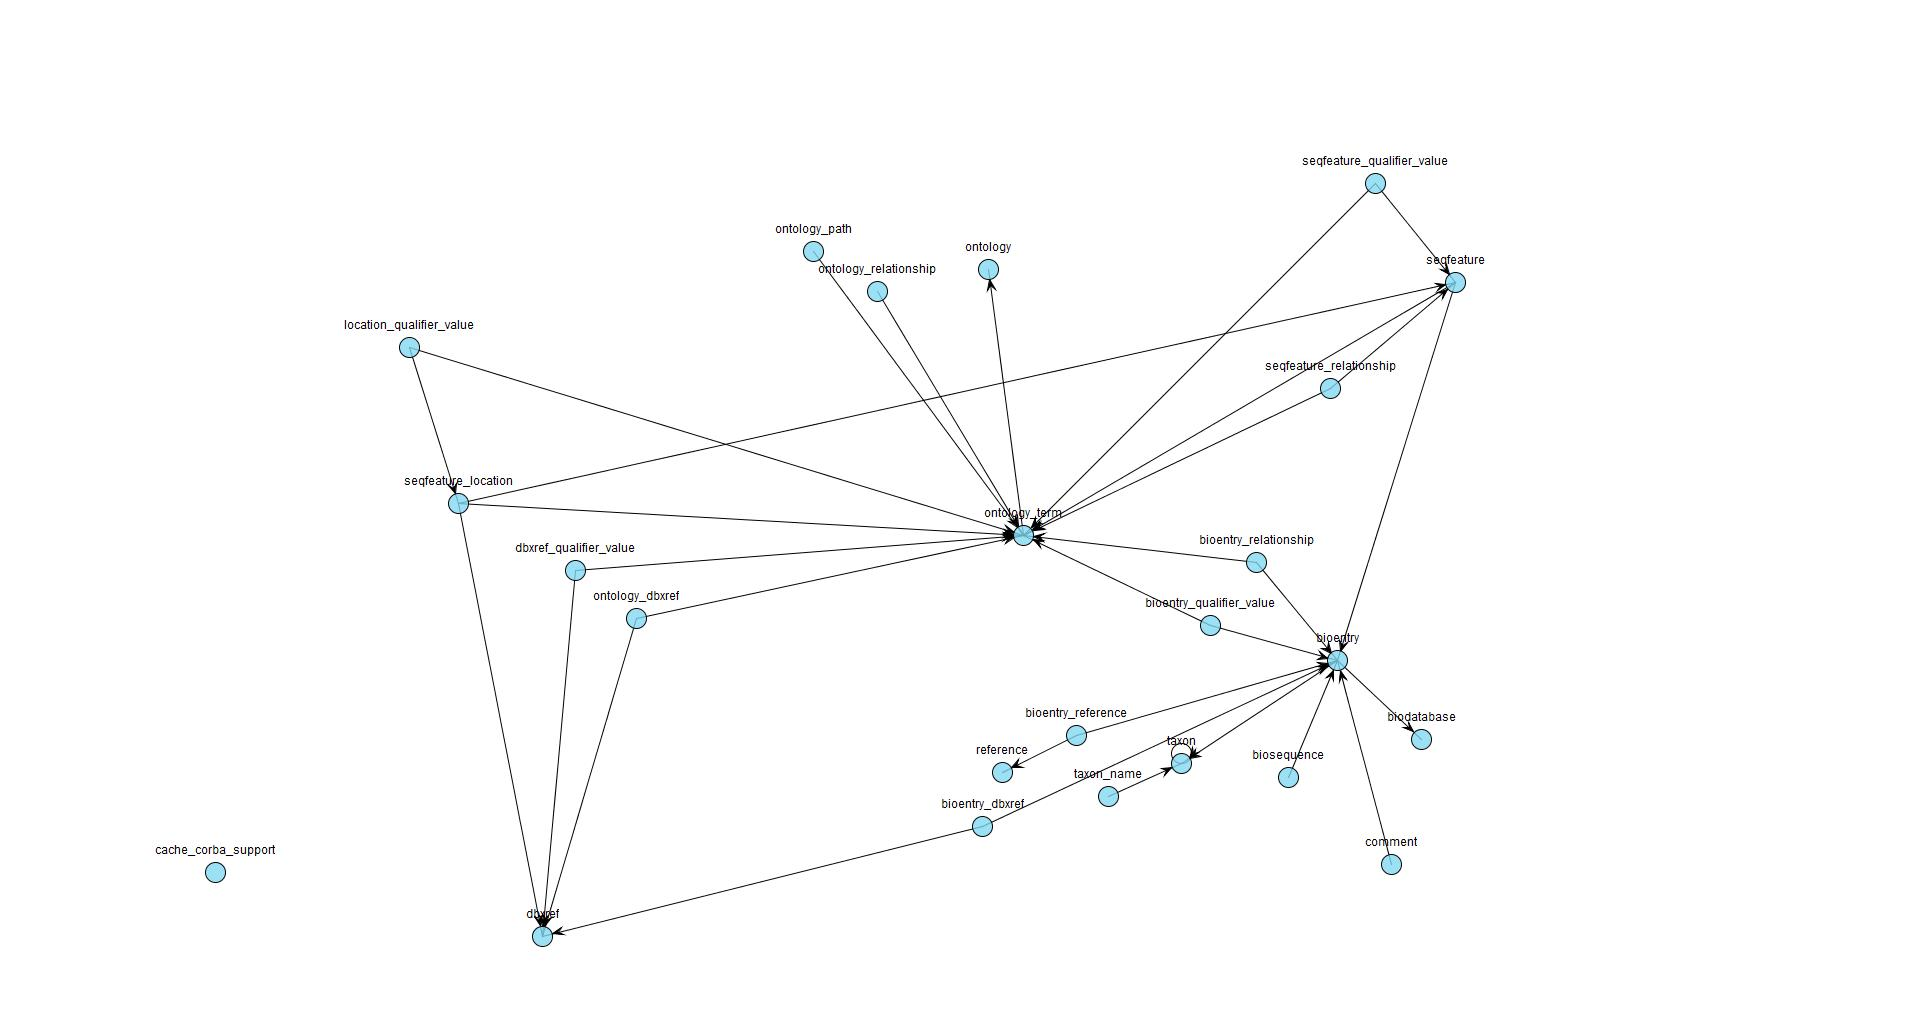 seqfeature_qualifier_value
ontology_path
ontology
seqfeature
ontology_relationship
location_qualifier_value
seqfeature_relationship
seqfeature_location
ontology_term
bioentry_relationship
dbxref_qualifier_value
ontology_dbxref
bioentry_qualifier_value
bioentry
bioentry_reference
biodatabase
taxon
reference
biosequence
taxon_name
bioentry_dbxref
comment
cache_corba_support
dbxref